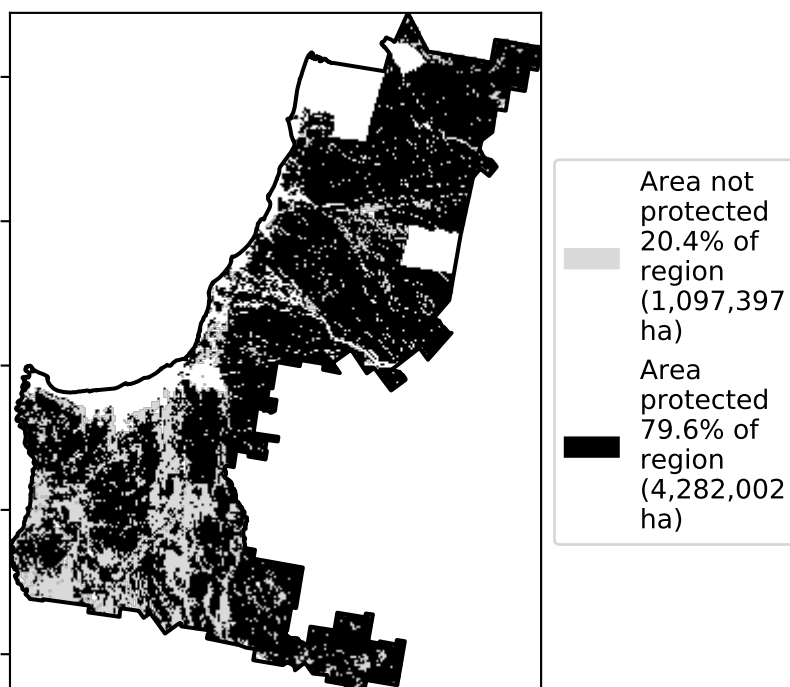 Area not
protected
20.4% of
region
(1,097,397
ha)
Area
protected
79.6% of
region
(4,282,002
ha)